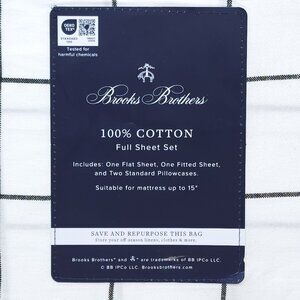 OEKO
TEX®
STANDARD
100
Tested for
harmful chemicals
Brooks Brothers
100% COTTON
Full Sheet Set
Includes: One Flat Sheet, One Fitted Sheet,
and Two Standard Pillowcases.
Suitable for mattress up to 15"
SAVE AND REPURPOSE THIS BAG
Store your off season linens, clothes & more.
Brooks Brothers® and ® are trademarks of BB IPCo LLC.
© BB IPCo LLC. BrooksBrothers.com